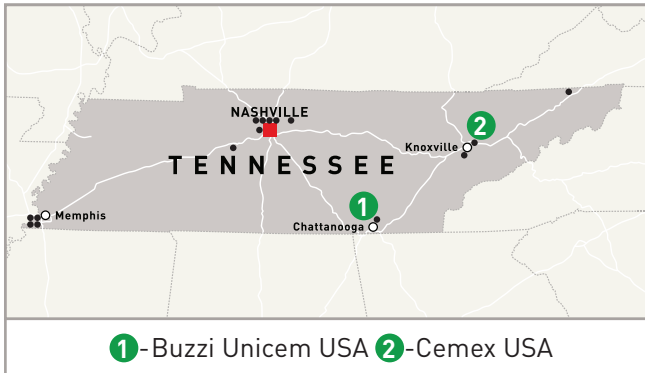 NASHVILLE
2
Knoxville
TENNESSEE
1
Memphis
Chattanooga
1-Buzzi Unicem USA 2-Cemex USA